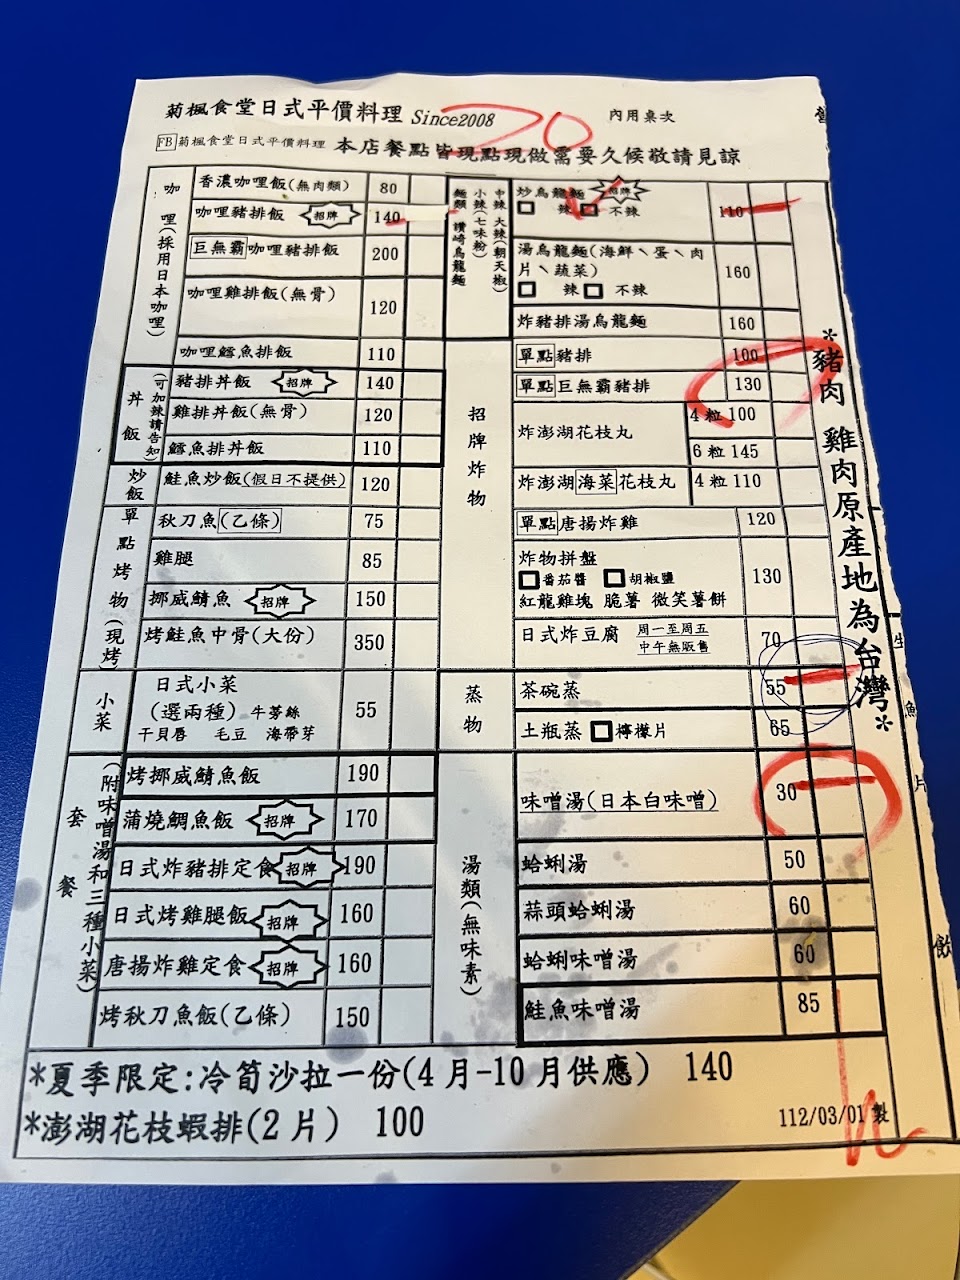 菊楓食堂日式平價料理 Since2008
20
內用桌次
FB 菊楓食堂日式平價料理 本店餐點皆現點現做需要久候敬請見諒
咖哩(採用日本咖哩)
香濃咖哩飯(無肉類) 80
咖哩豬排飯 招牌 140
巨無霸咖哩豬排飯 200
咖哩雞排飯(無骨) 120
咖哩鱈魚排飯 110
丼飯
(可加辣請告知)
豬排丼飯 招牌 140
雞排丼飯(無骨) 120
鱈魚排丼飯 110
炒飯
鮭魚炒飯(假日不提供) 120
單點烤物(現烤)
秋刀魚(乙條) 75
雞腿 85
挪威鯖魚 招牌 150
烤鮭魚中骨(大份) 350
小菜
日式小菜
(選兩種) 牛蒡絲
干貝唇 毛豆 海帶芽
55
套餐
(附味噌湯和三種小菜)
烤挪威鯖魚飯 190
蒲燒鯛魚飯 招牌 170
日式炸豬排定食 招牌 190
日式烤雞腿飯 招牌 160
唐揚炸雞定食 招牌 160
烤秋刀魚飯(乙條) 150
中辣 大辣(朝天椒)
小辣(七味粉)
麵類 讚崎烏龍麵
炒烏龍麵 招牌
辣 不辣
110
湯烏龍麵(海鮮、蛋、肉
片、蔬菜)
辣 不辣
160
炸豬排湯烏龍麵 160
招牌炸物
單點豬排 100
單點巨無霸豬排 130
炸澎湖花枝丸
4粒 100
6粒 145
炸澎湖海菜花枝丸 4粒 110
單點唐揚炸雞 120
炸物拼盤
番茄醬 胡椒鹽
紅龍雞塊 脆薯 微笑薯餅
130
日式炸豆腐 周一至周五
中午無販售
70
蒸物
茶碗蒸 55
土瓶蒸 檸檬片 65
湯類(無味素)
味噌湯(日本白味噌) 30
蛤蜊湯 50
蒜頭蛤蜊湯 60
蛤蜊味噌湯 60
鮭魚味噌湯 85
*豬肉 雞肉原產地為台灣*
*夏季限定:冷筍沙拉一份(4月-10月供應) 140
*澎湖花枝蝦排(2片) 100
112/03/01 製
生
魚
片
飲